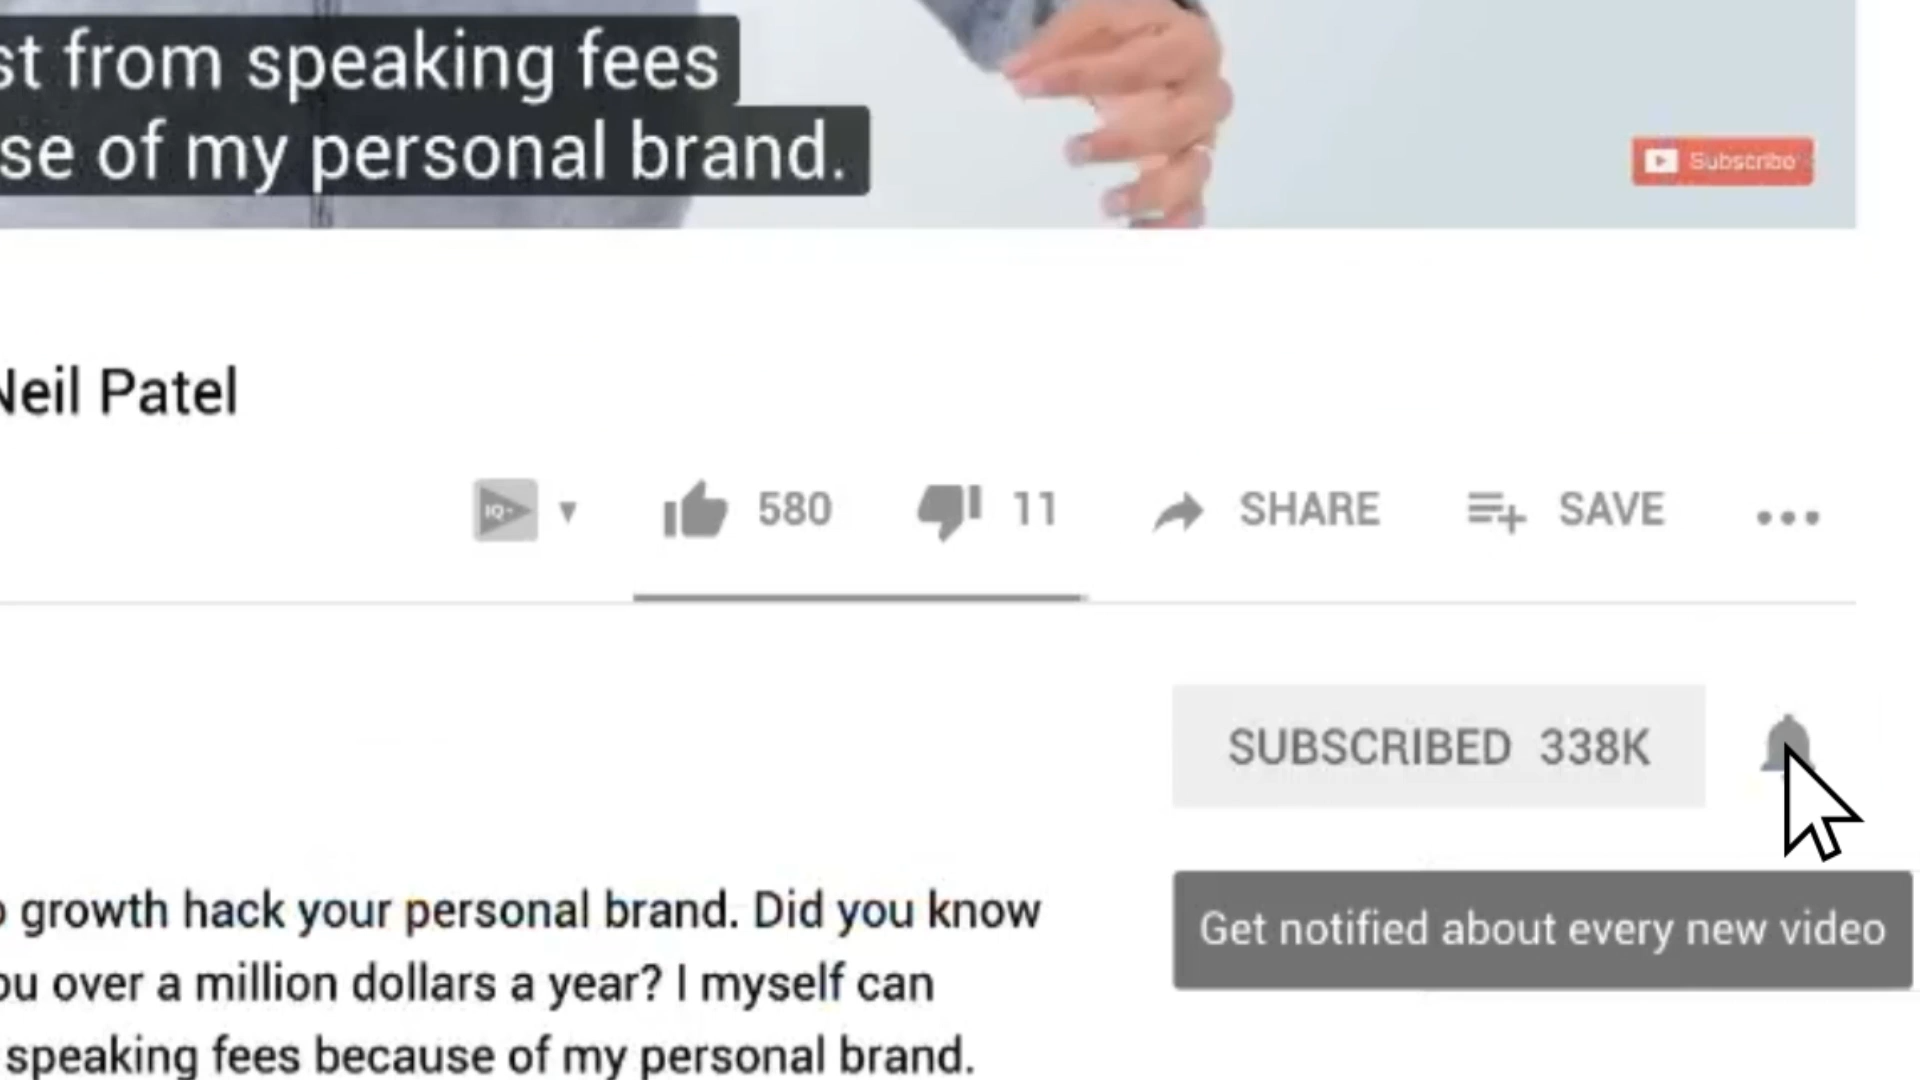 st from speaking fees
se of my personal brand.
Subscribe
Neil Patel
IQ
580
11
SHARE
SAVE
SUBSCRIBED 338K
Get notified about every new video
growth hack your personal brand. Did you know
ou over a million dollars a year? I myself can
speaking fees because of my personal brand.